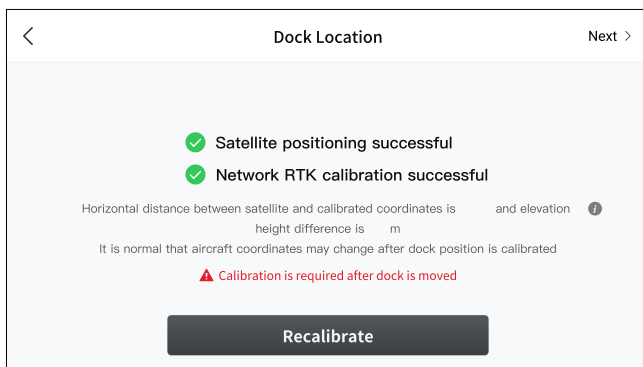 Dock Location
Next
Satellite positioning successful
Network RTK calibration successful
Horizontal distance between satellite and calibrated coordinates is and elevation
height difference is m
It is normal that aircraft coordinates may change after dock position is calibrated
Calibration is required after dock is moved
Recalibrate